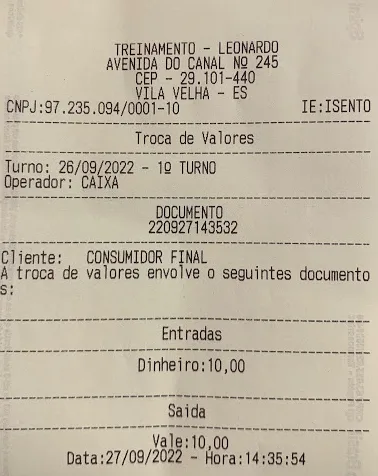 TREINAMENTO - LEONARDO
AVENIDA DO CANAL Nº 245
CEP - 29.101-440
VILA VELHA - ES
CNPJ:97.235.094/0001-10 IE:ISENTO
Troca de Valores
Turno: 26/09/2022 - 1º TURNO
Operador: CAIXA
DOCUMENTO
220927143532
Cliente: CONSUMIDOR FINAL
A troca de valores envolve o seguintes documento
s:
Entradas
Dinheiro:10,00
Saida
Vale:10,00
Data:27/09/2022 - Hora:14:35:54